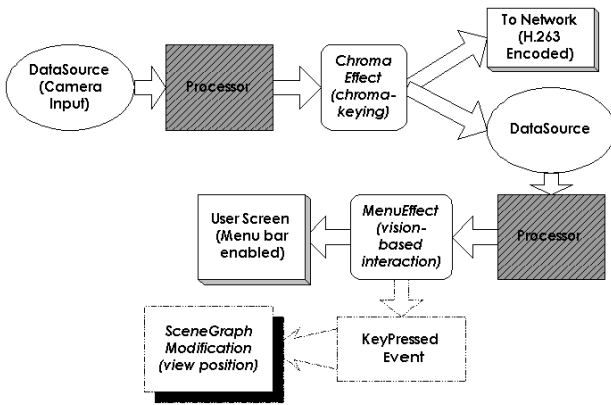 DataSource
(Camera
Input)
Processor
Chroma
Effect
(chroma-
keying)
To Network
(H.263
Encoded)
DataSource
Processor
MenuEffect
(vision-
based
interaction)
User Screen
(Menu bar
enabled)
KeyPressed
Event
SceneGraph
Modification
(view position)